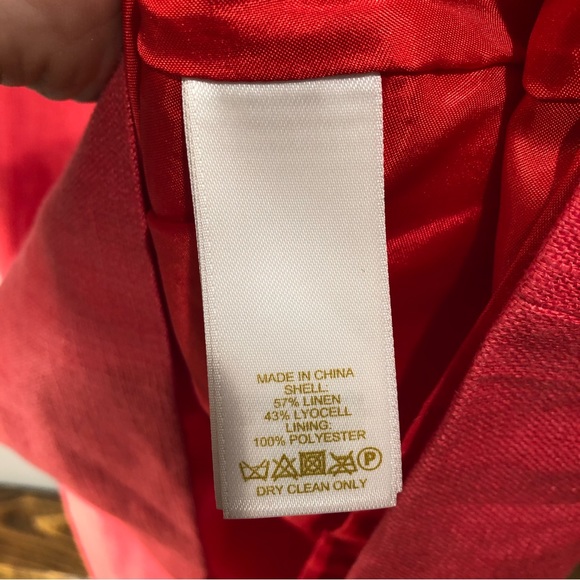 MADE IN CHINA
SHELL:
57% LINEN
43% LYOCELL
LINING:
100% POLYESTER
P
DRY CLEAN ONLY